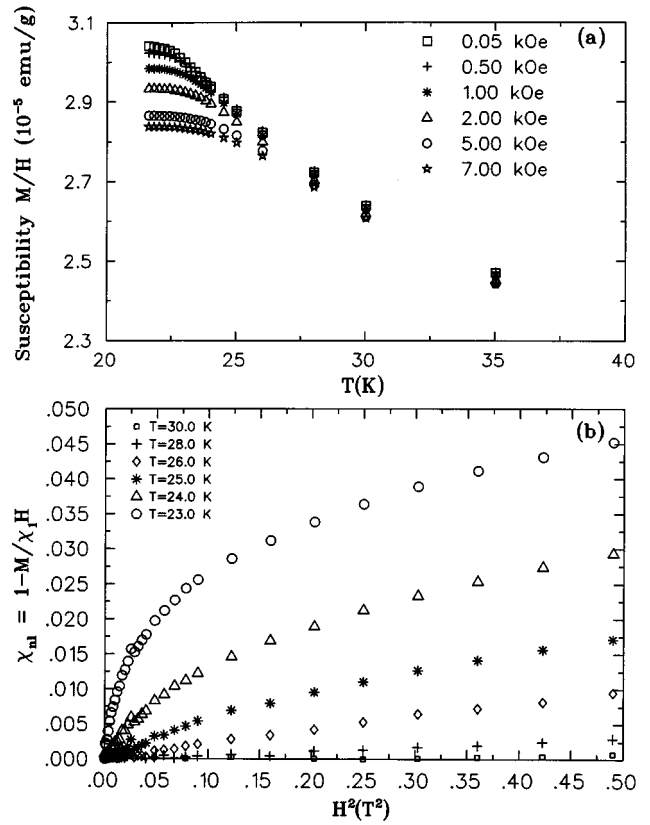 (a)
3.1
2.9
2.7
2.5
2.3
Susceptibility M/H (10⁻⁵ emu/g)
0.05 kOe
0.50 kOe
1.00 kOe
2.00 kOe
5.00 kOe
7.00 kOe
20 25 30 35 40
T(K)
(b)
.050
.045
.040
.035
.030
.025
.020
.015
.010
.005
.000
χnl = 1−M/χ1H
T=30.0 K
T=28.0 K
T=26.0 K
T=25.0 K
T=24.0 K
T=23.0 K
.00 .05 .10 .15 .20 .25 .30 .35 .40 .45 .50
H²(T²)